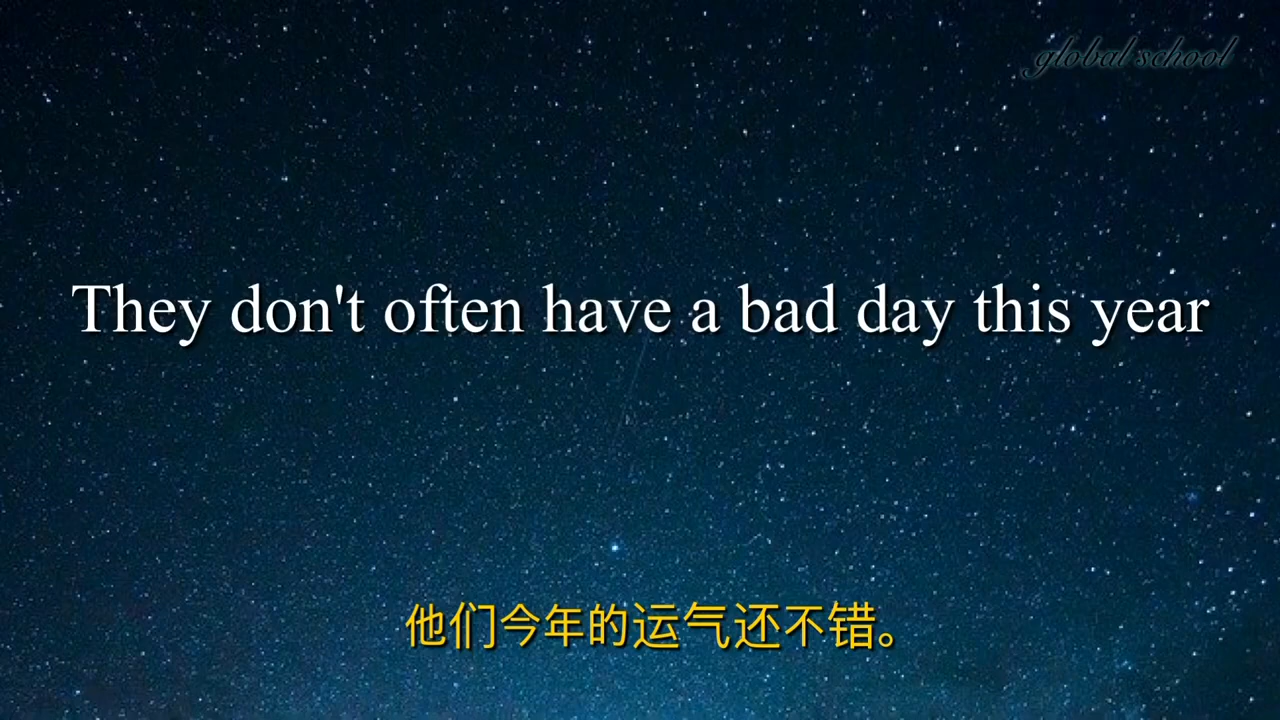 global school
They don't often have a bad day this year
他们今年的运气还不错。